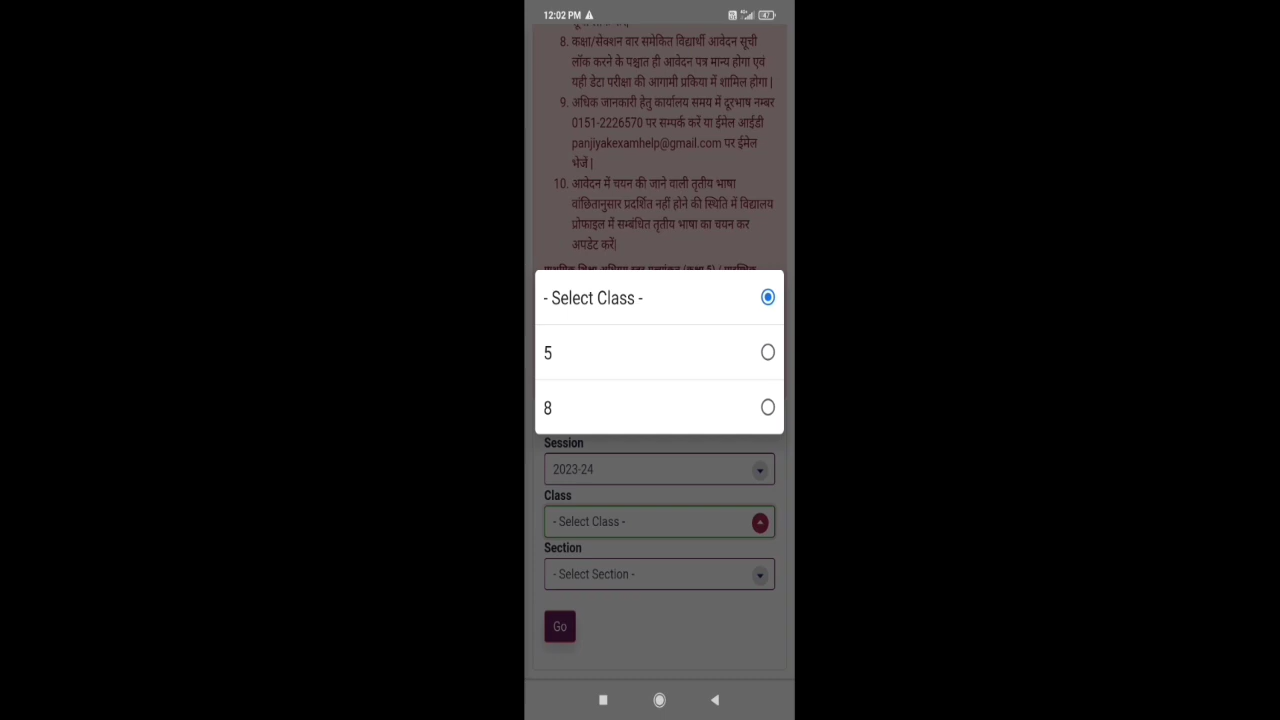 12:02 PM
47
8. कक्षा/सेक्शन वार समेकित विद्यार्थी आवेदन सूची
लॉक करने के पश्चात ही आवेदन पत्र मान्य होगा एवं
यही डेटा परीक्षा की आगामी प्रकिया में शामिल होगा |
9. अधिक जानकारी हेतु कार्यालय समय में दूरभाष नम्बर
0151-2226570 पर सम्पर्क करें या ईमेल आईडी
panjiyakexamhelp@gmail.com पर ईमेल
भेजें |
10. आवेदन में चयन की जाने वाली तृतीय भाषा
वांछितानुसार प्रदर्शित नहीं होने की स्थिति में विद्यालय
प्रोफाइल में सम्बंधित तृतीय भाषा का चयन कर
अपडेट करें|
- Select Class -
5
8
Session
2023-24
Class
- Select Class -
Section
- Select Section -
Go